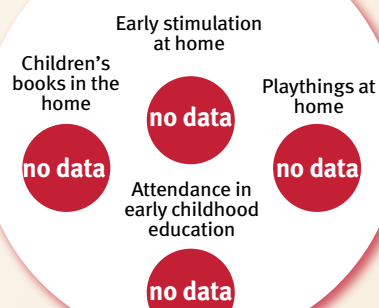 Early stimulation
at home
Children’s
books in the
home
Playthings at
home
no data
no data
no data
Attendance in
early childhood
education
no data